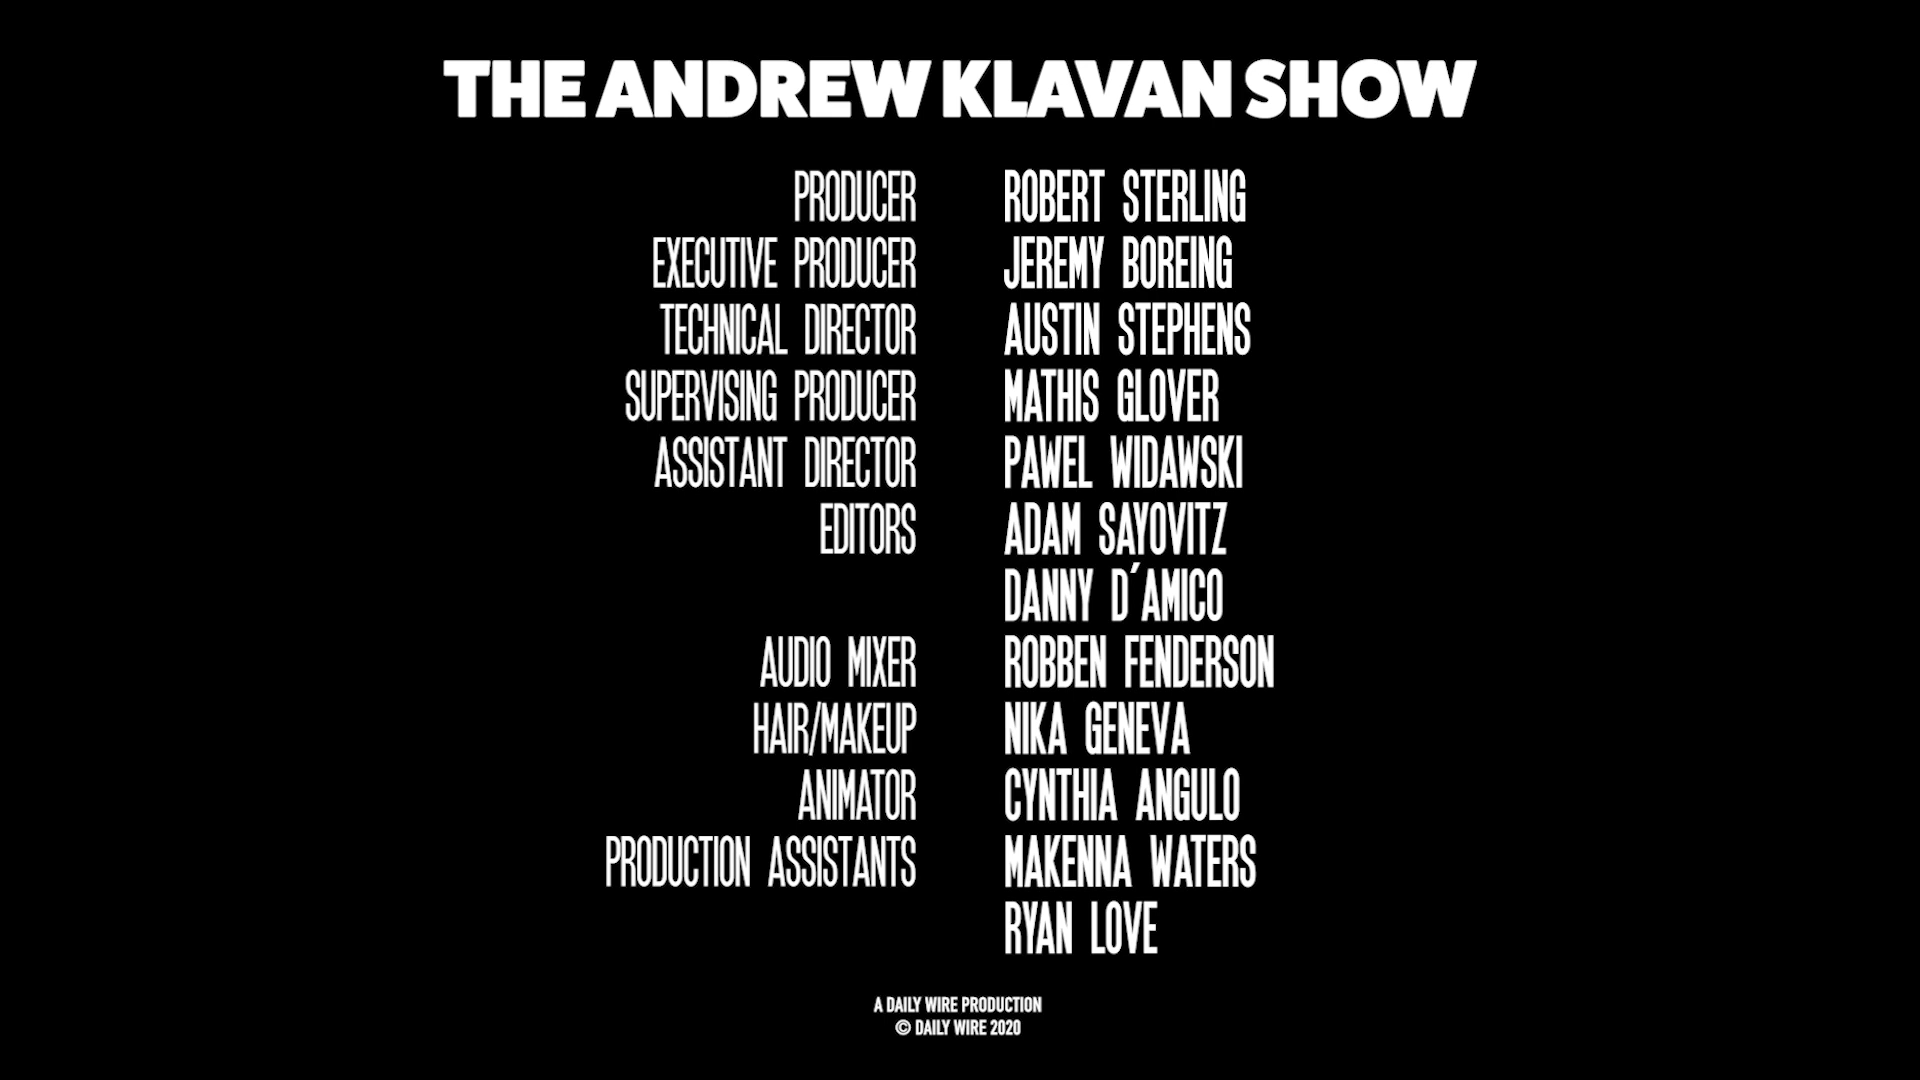 THE ANDREW KLAVAN SHOW
PRODUCER ROBERT STERLING
EXECUTIVE PRODUCER JEREMY BOREING
TECHNICAL DIRECTOR AUSTIN STEPHENS
SUPERVISING PRODUCER MATHIS GLOVER
ASSISTANT DIRECTOR PAWEL WIDAWSKI
EDITORS ADAM SAYOVITZ
DANNY D'AMICO
AUDIO MIXER ROBBEN FENDERSON
HAIR/MAKEUP NIKA GENEVA
ANIMATOR CYNTHIA ANGULO
PRODUCTION ASSISTANTS MAKENNA WATERS
RYAN LOVE
A DAILY WIRE PRODUCTION
© DAILY WIRE 2020